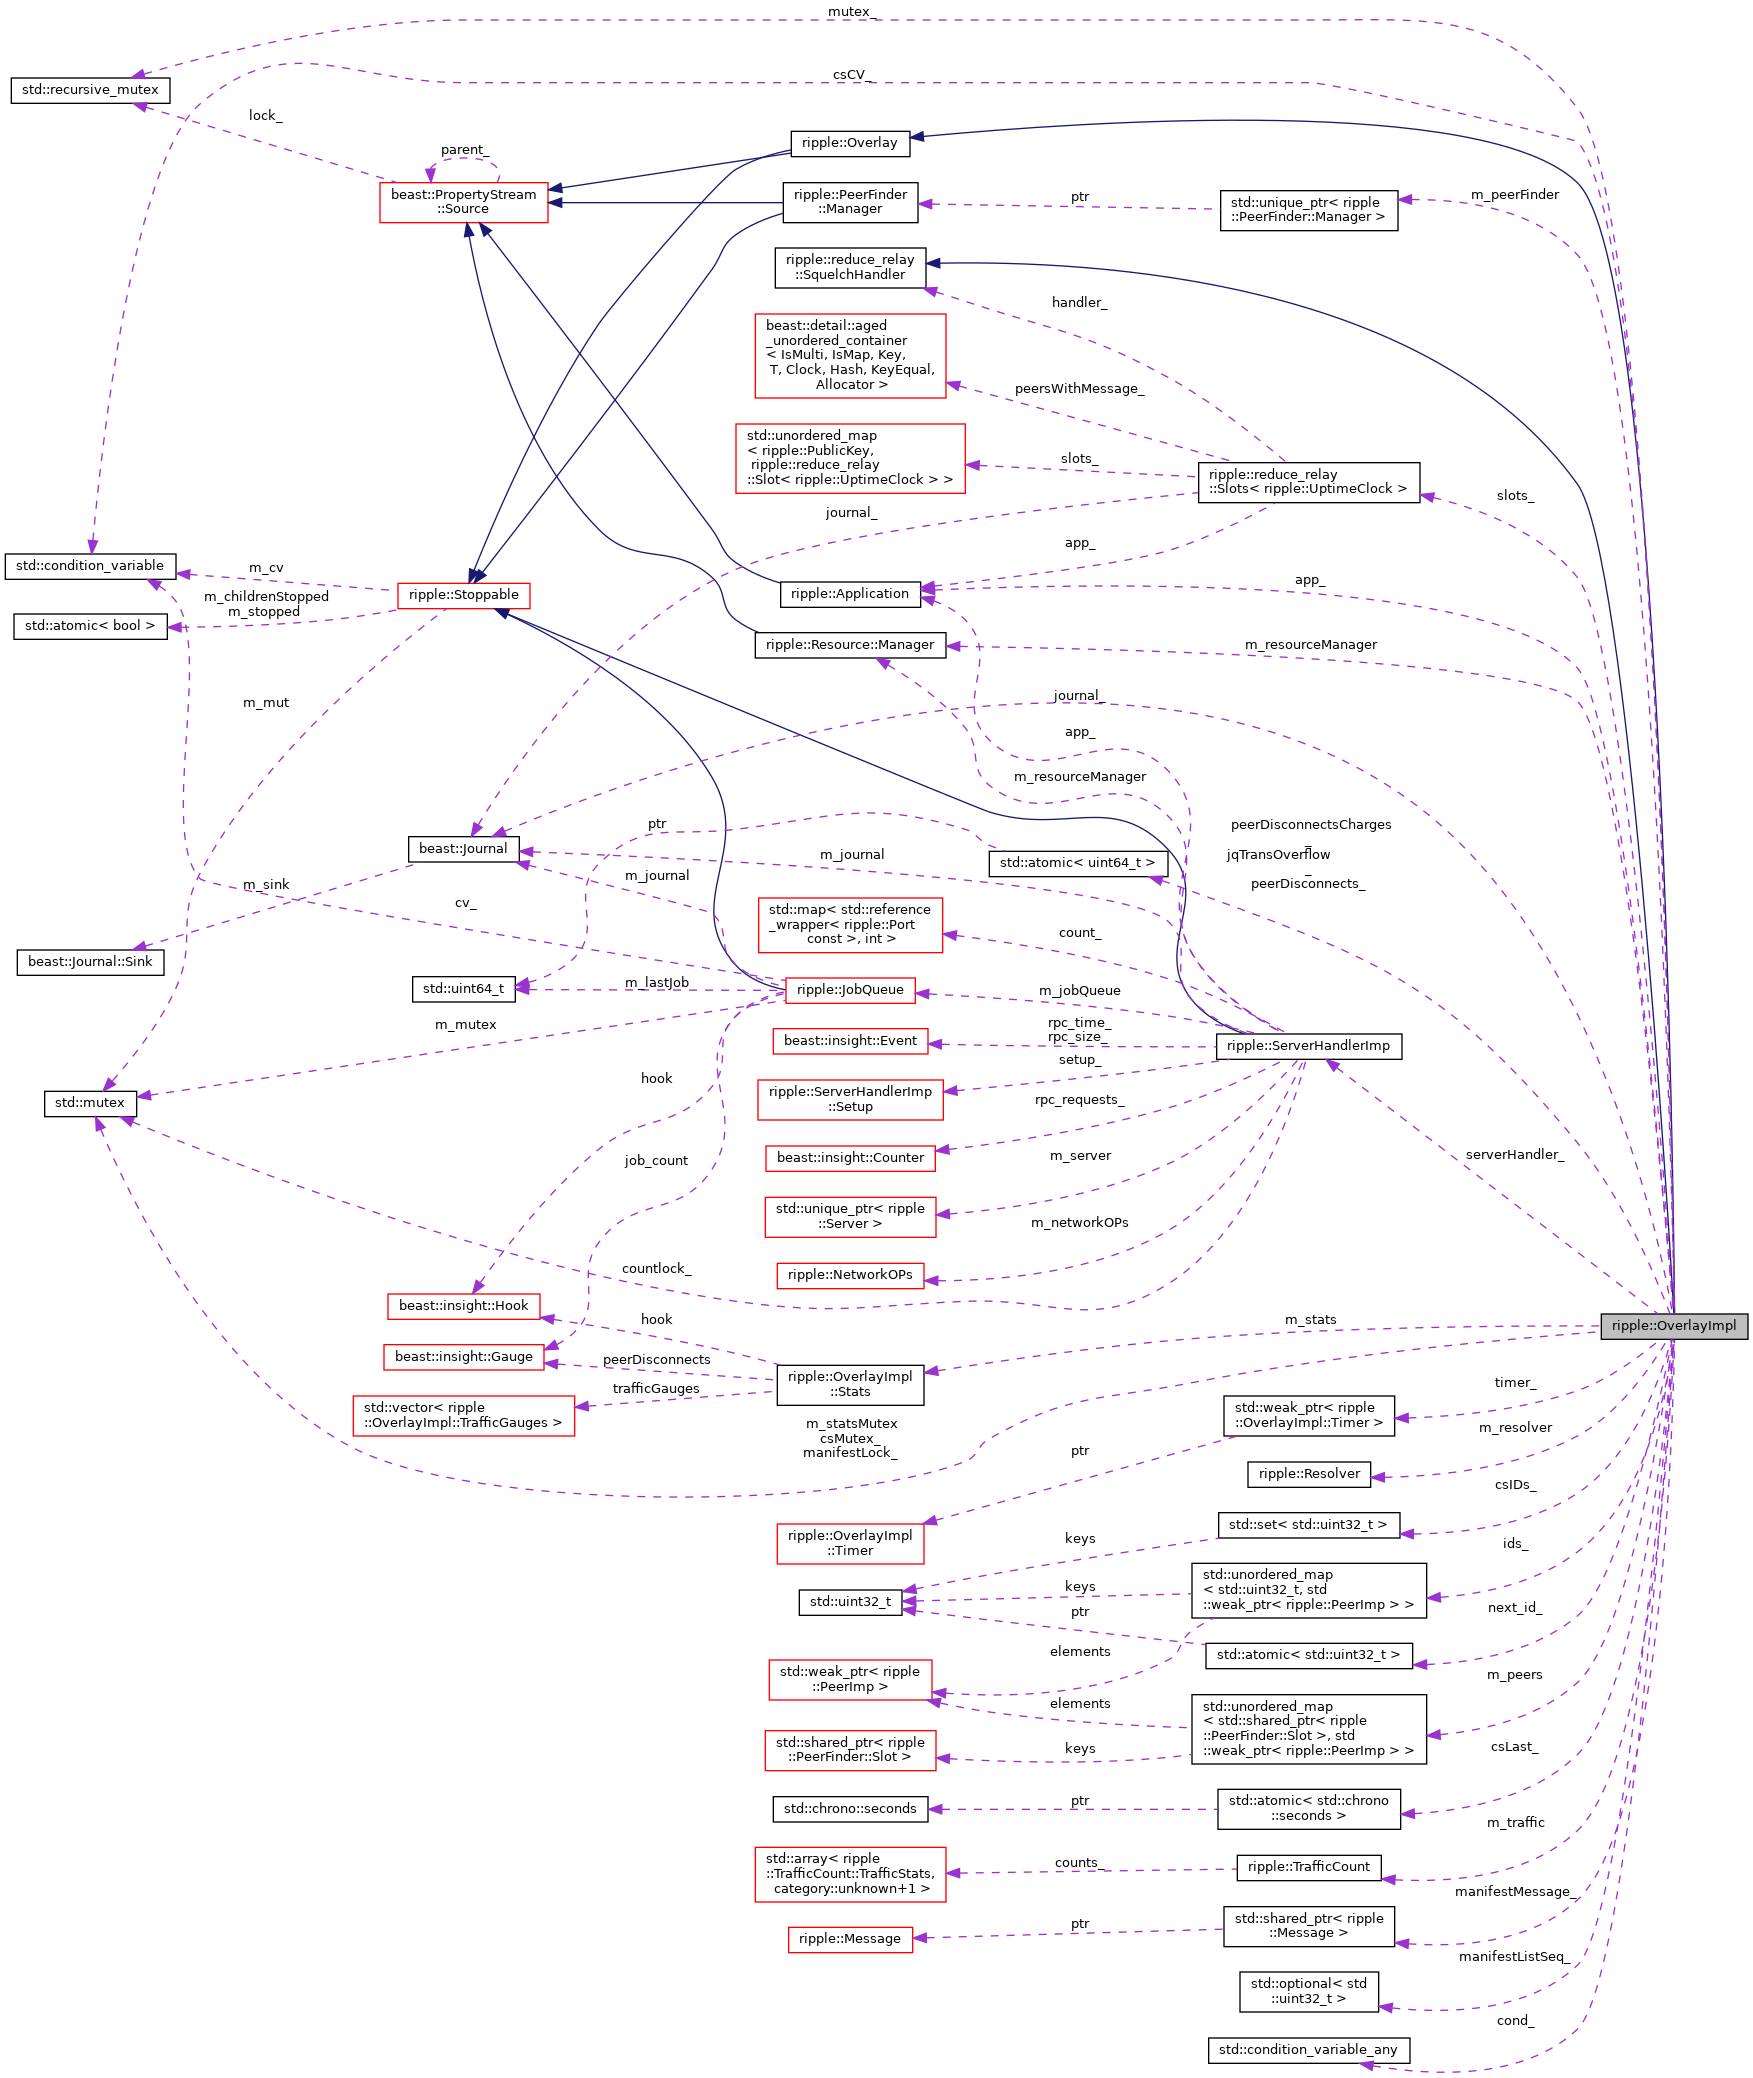 mutex_
csCV_
std::recursive_mutex
lock_
ripple::Overlay
parent_
beast::PropertyStream
::Source
ripple::PeerFinder
::Manager
ptr
std::unique_ptr< ripple
::PeerFinder::Manager >
m_peerFinder
ripple::reduce_relay
::SquelchHandler
handler_
beast::detail::aged
_unordered_container
< IsMulti, IsMap, Key,
T, Clock, Hash, KeyEqual,
Allocator >
peersWithMessage_
std::unordered_map
< ripple::PublicKey,
ripple::reduce_relay
::Slot< ripple::UptimeClock > >
slots_
ripple::reduce_relay
::Slots< ripple::UptimeClock >
slots_
journal_
app_
std::condition_variable
m_cv
m_childrenStopped
m_stopped
ripple::Stoppable
ripple::Application
app_
std::atomic< bool >
ripple::Resource::Manager
m_resourceManager
m_mut
journal_
app_
m_resourceManager
ptr
peerDisconnectsCharges
_
jqTransOverflow
_
peerDisconnects_
beast::Journal
m_journal
std::atomic< uint64_t >
m_journal
m_sink
cv_
std::map< std::reference
_wrapper< ripple::Port
const >, int >
count_
beast::Journal::Sink
std::uint64_t
m_lastJob
ripple::JobQueue
m_jobQueue
m_mutex
rpc_time_
rpc_size_
beast::insight::Event
ripple::ServerHandlerImp
setup_
hook
ripple::ServerHandlerImp
::Setup
rpc_requests_
std::mutex
job_count
beast::insight::Counter
m_server
serverHandler_
std::unique_ptr< ripple
::Server >
m_networkOPs
countlock_
ripple::NetworkOPs
beast::insight::Hook
hook
m_stats
ripple::OverlayImpl
beast::insight::Gauge
peerDisconnects
trafficGauges
ripple::OverlayImpl
::Stats
timer_
std::vector< ripple
::OverlayImpl::TrafficGauges >
m_statsMutex
csMutex_
manifestLock_
std::weak_ptr< ripple
::OverlayImpl::Timer >
m_resolver
ptr
ripple::Resolver
csIDs_
ripple::OverlayImpl
::Timer
keys
std::set< std::uint32_t >
ids_
std::uint32_t
keys
ptr
std::unordered_map
< std::uint32_t, std
::weak_ptr< ripple::PeerImp > >
next_id_
elements
std::atomic< std::uint32_t >
std::weak_ptr< ripple
::PeerImp >
m_peers
elements
std::unordered_map
< std::shared_ptr< ripple
::PeerFinder::Slot >, std
::weak_ptr< ripple::PeerImp > >
std::shared_ptr< ripple
::PeerFinder::Slot >
keys
csLast_
std::chrono::seconds
ptr
std::atomic< std::chrono
::seconds >
m_traffic
std::array< ripple
::TrafficCount::TrafficStats,
category::unknown+1 >
counts_
ripple::TrafficCount
manifestMessage_
ripple::Message
ptr
std::shared_ptr< ripple
::Message >
manifestListSeq_
std::optional< std
::uint32_t >
cond_
std::condition_variable_any